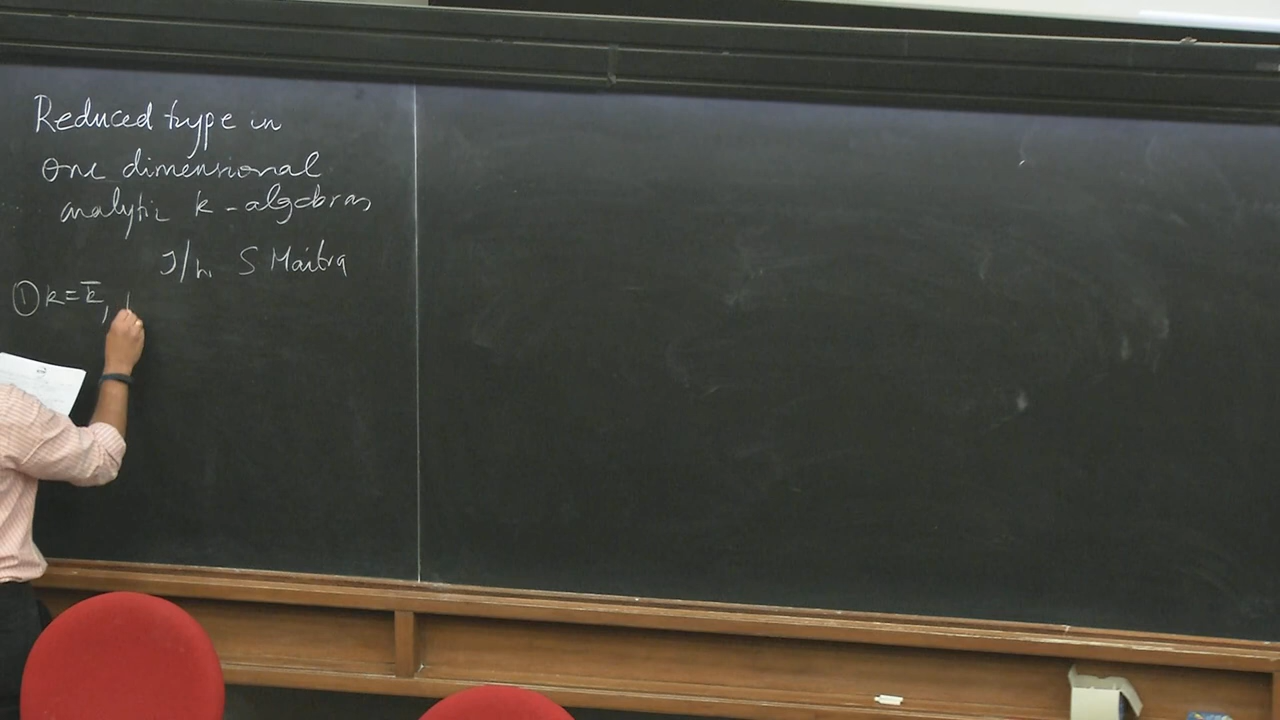 Reduced type in
one dimensional
analytic k-algebras
J/w S Maitra
① k = k̄,